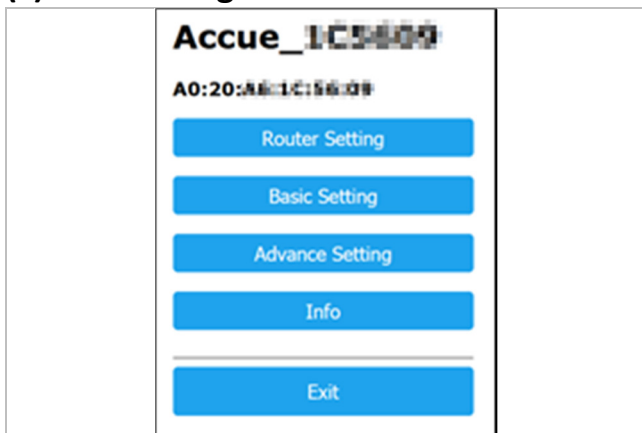 Accue_
A0:20:
Router Setting
Basic Setting
Advance Setting
Info
Exit